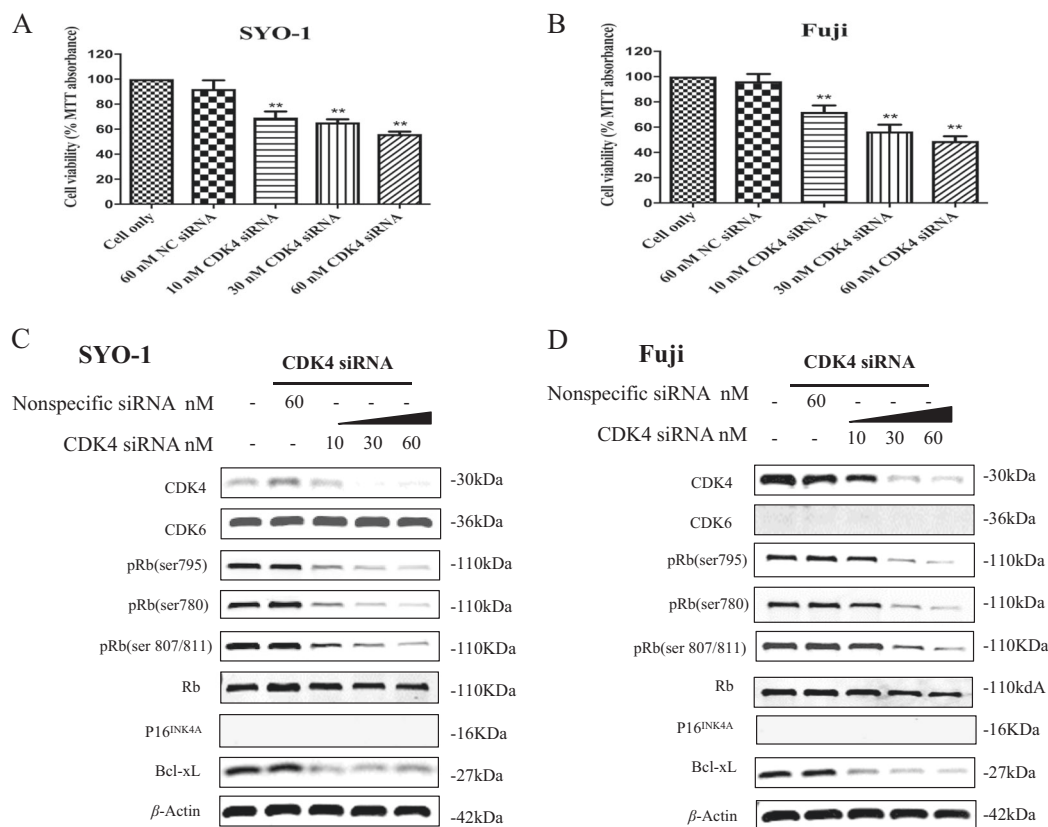 A
SYO-1
Cell viability (% MTT absorbance)
120
100
80
60
40
20
0
**
**
**
Cell only
60 nM NC siRNA
10 nM CDK4 siRNA
30 nM CDK4 siRNA
60 nM CDK4 siRNA
B
Fuji
Cell viability (% MTT absorbance)
120
100
80
60
40
20
0
**
**
**
Cell only
60 nM NC siRNA
10 nM CDK4 siRNA
30 nM CDK4 siRNA
60 nM CDK4 siRNA
C
SYO-1
CDK4 siRNA
Nonspecific siRNA nM - 60 - - -
CDK4 siRNA nM - - 10 30 60
CDK4 -30kDa
CDK6 -36kDa
pRb(ser795) -110kDa
pRb(ser780) -110kDa
pRb(ser 807/811) -110KDa
Rb -110KDa
P16INK4A -16KDa
Bcl-xL -27kDa
β-Actin -42kDa
D
Fuji
CDK4 siRNA
Nonspecific siRNA nM - 60 - - -
CDK4 siRNA nM - - 10 30 60
CDK4 -30kDa
CDK6 -36kDa
pRb(ser795) -110kDa
pRb(ser780) -110kDa
pRb(ser 807/811) -110KDa
Rb -110kdA
P16INK4A -16KDa
Bcl-xL -27kDa
β-Actin -42kDa